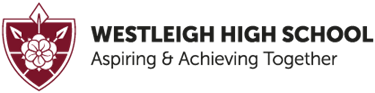 WESTLEIGH HIGH SCHOOL
Aspiring & Achieving Together